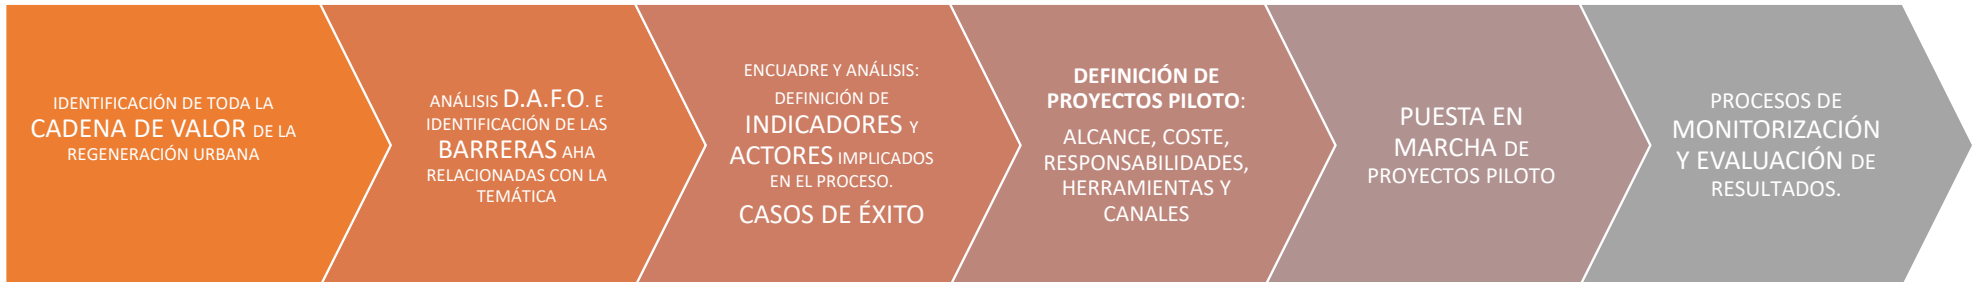 IDENTIFICACIÓN DE TODA LA
CADENA DE VALOR DE LA
REGENERACIÓN URBANA
ANÁLISIS D.A.F.O. E
IDENTIFICACIÓN DE LAS
BARRERAS AHA
RELACIONADAS CON LA
TEMÁTICA
ENCUADRE Y ANÁLISIS:
DEFINICIÓN DE
INDICADORES Y
ACTORES IMPLICADOS
EN EL PROCESO.
CASOS DE ÉXITO
DEFINICIÓN DE
PROYECTOS PILOTO:
ALCANCE, COSTE,
RESPONSABILIDADES,
HERRAMIENTAS Y
CANALES
PUESTA EN
MARCHA DE
PROYECTOS PILOTO
PROCESOS DE
MONITORIZACIÓN
Y EVALUACIÓN DE
RESULTADOS.